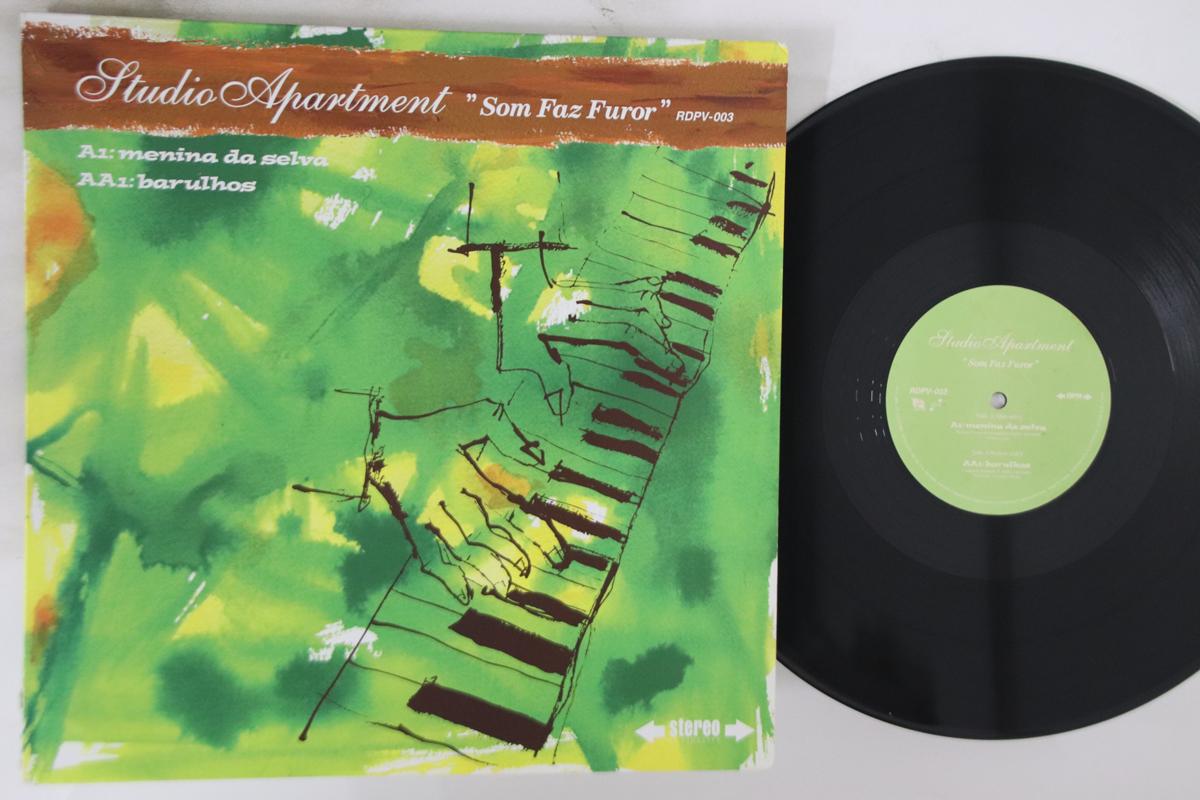 Studio Apartment "Som Faz Furor" RDPV-003
A1: menina da selva
AA1: barulhos
stereo
Studio Apartment
"Som Faz Furor"
RDPV-003
A1: menina da selva
AA1: barulhos